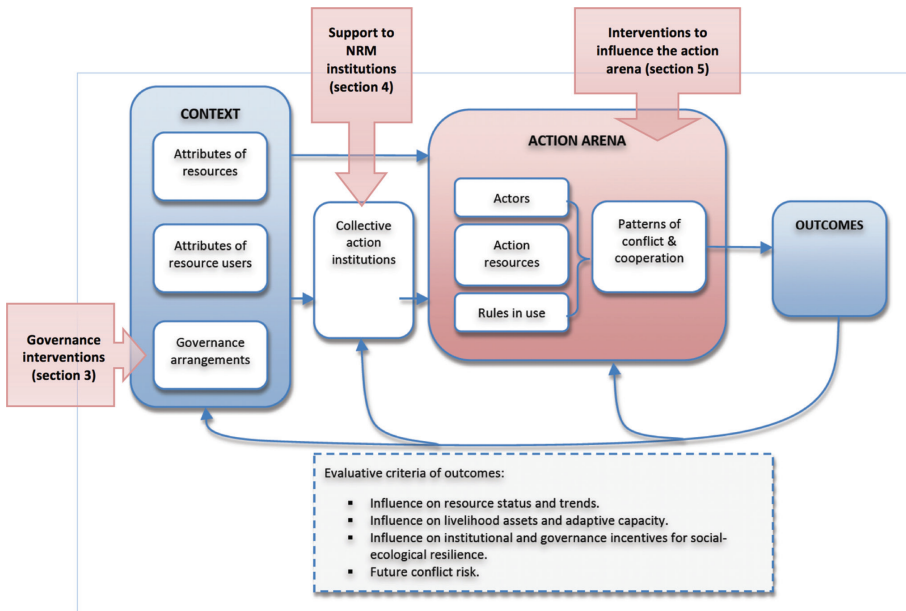 Support to
NRM
institutions
(section 4)
Interventions to
influence the action
arena (section 5)
CONTEXT
Attributes of
resources
Attributes of
resource users
Governance
arrangements
Governance
interventions
(section 3)
Collective
action
institutions
ACTION ARENA
Actors
Action
resources
Rules in use
Patterns of
conflict &
cooperation
OUTCOMES
Evaluative criteria of outcomes:
▪ Influence on resource status and trends.
▪ Influence on livelihood assets and adaptive capacity.
▪ Influence on institutional and governance incentives for social-
ecological resilience.
▪ Future conflict risk.